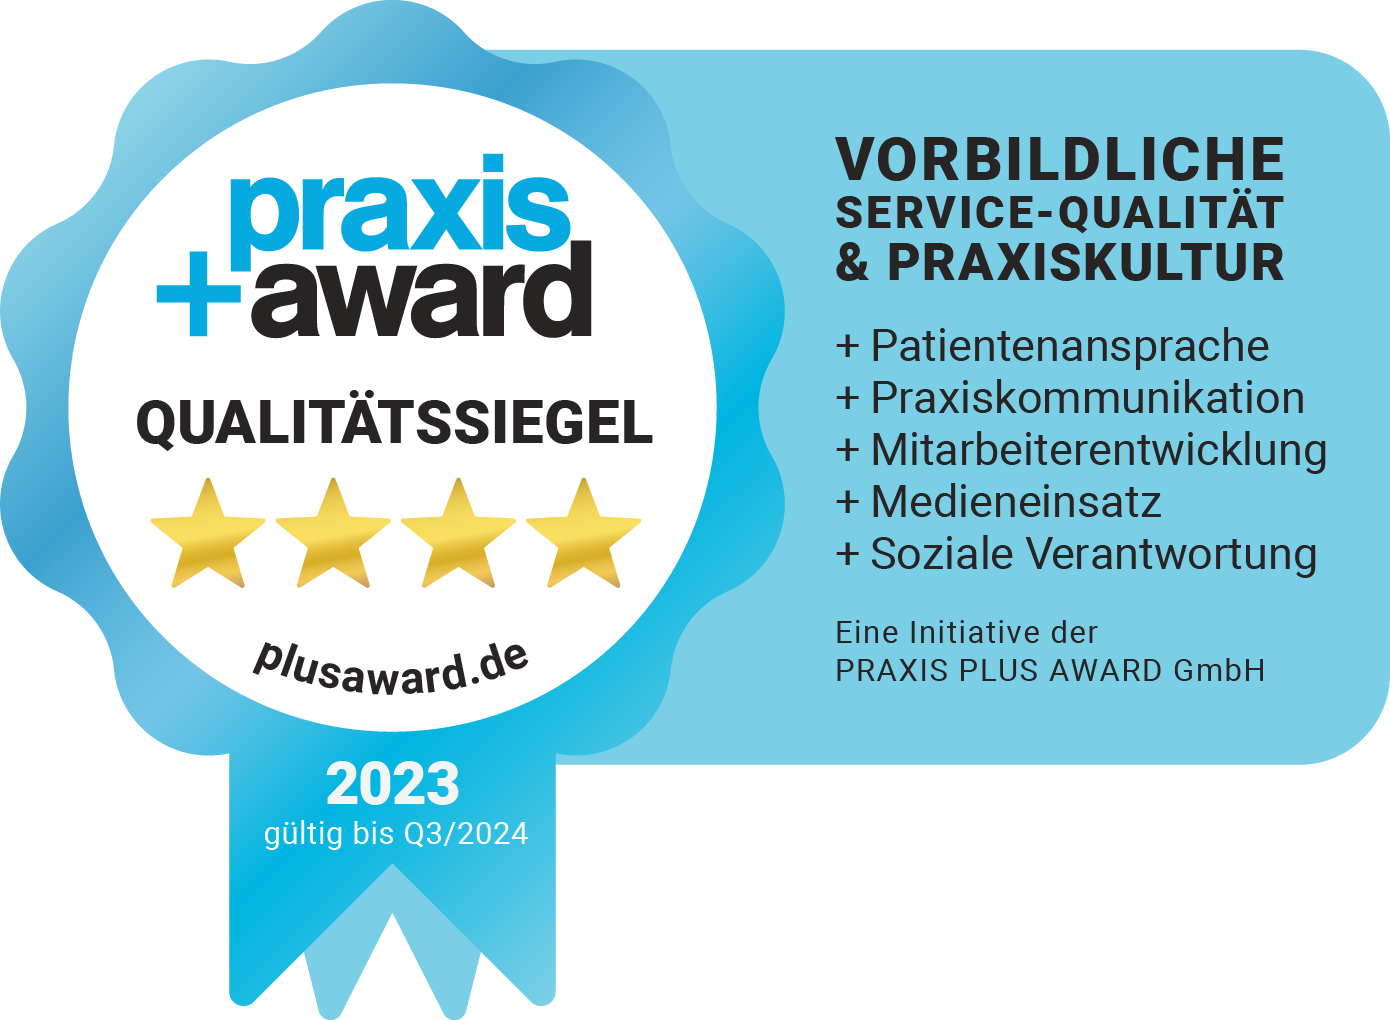 praxis
+award
QUALITÄTSSIEGEL
plusaward.de
2023
gültig bis Q3/2024
VORBILDLICHE
SERVICE-QUALITÄT
& PRAXISKULTUR
+ Patientenansprache
+ Praxiskommunikation
+ Mitarbeiterentwicklung
+ Medieneinsatz
+ Soziale Verantwortung
Eine Initiative der
PRAXIS PLUS AWARD GmbH